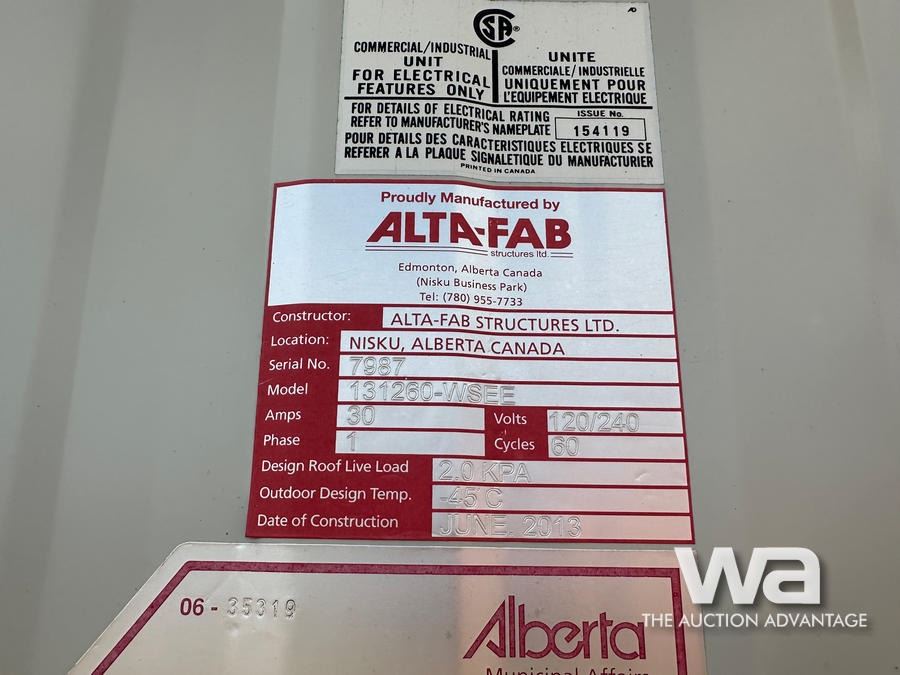 CSA®
COMMERCIAL/INDUSTRIAL
UNIT
FOR ELECTRICAL
FEATURES ONLY
UNITE
COMMERCIALE/INDUSTRIELLE
UNIQUEMENT POUR
L'EQUIPEMENT ELECTRIQUE
FOR DETAILS OF ELECTRICAL RATING
REFER TO MANUFACTURER'S NAMEPLATE
ISSUE No.
154119
POUR DETAILS DES CARACTERISTIQUES ELECTRIQUES SE
REFERER A LA PLAQUE SIGNALETIQUE DU MANUFACTURIER
PRINTED IN CANADA
Proudly Manufactured by
ALTA-FAB
structures ltd.
Edmonton, Alberta Canada
(Nisku Business Park)
Tel: (780) 955-7733
Constructor: ALTA-FAB STRUCTURES LTD.
Location: NISKU, ALBERTA CANADA
Serial No. 7987
Model 131260-WSEE
Amps 30 Volts 120/240
Phase 1 Cycles 60
Design Roof Live Load 2.0 KPA
Outdoor Design Temp. -45 C
Date of Construction JUNE. 2013
06 - 35319
Alberta
Municipal Affairs
wa
THE AUCTION ADVANTAGE